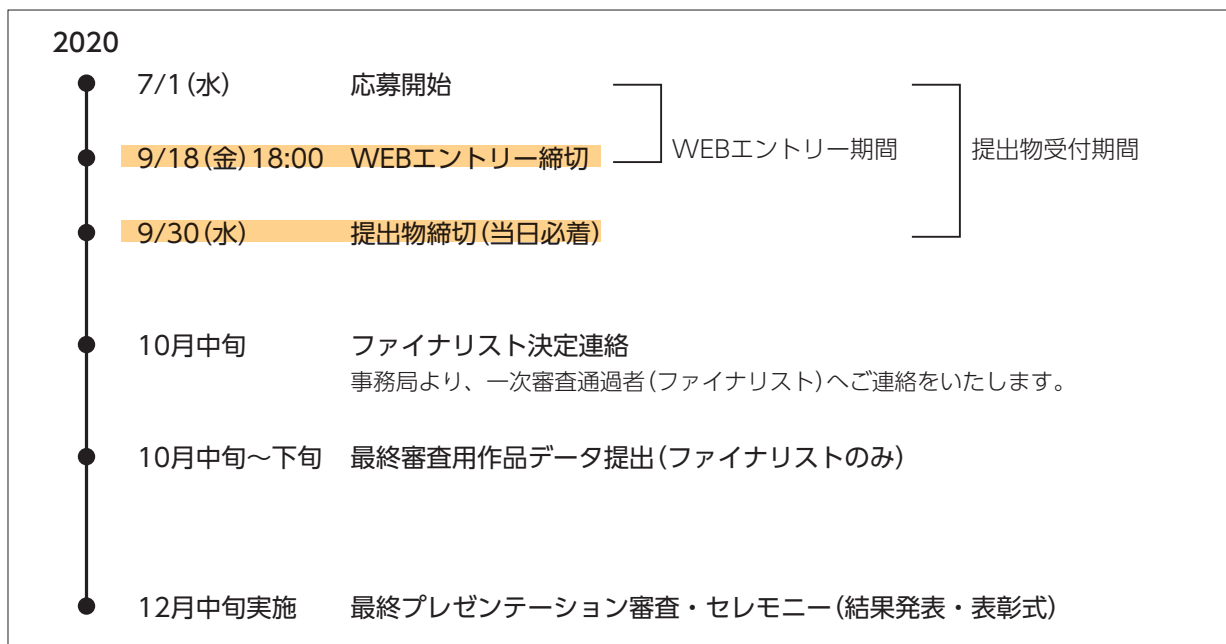 2020
7/1(水) 応募開始
9/18(金)18:00 WEBエントリー締切
WEBエントリー期間
提出物受付期間
9/30(水) 提出物締切(当日必着)
10月中旬 ファイナリスト決定連絡
事務局より、一次審査通過者(ファイナリスト)へご連絡をいたします。
10月中旬〜下旬 最終審査用作品データ提出(ファイナリストのみ)
12月中旬実施 最終プレゼンテーション審査・セレモニー(結果発表・表彰式)